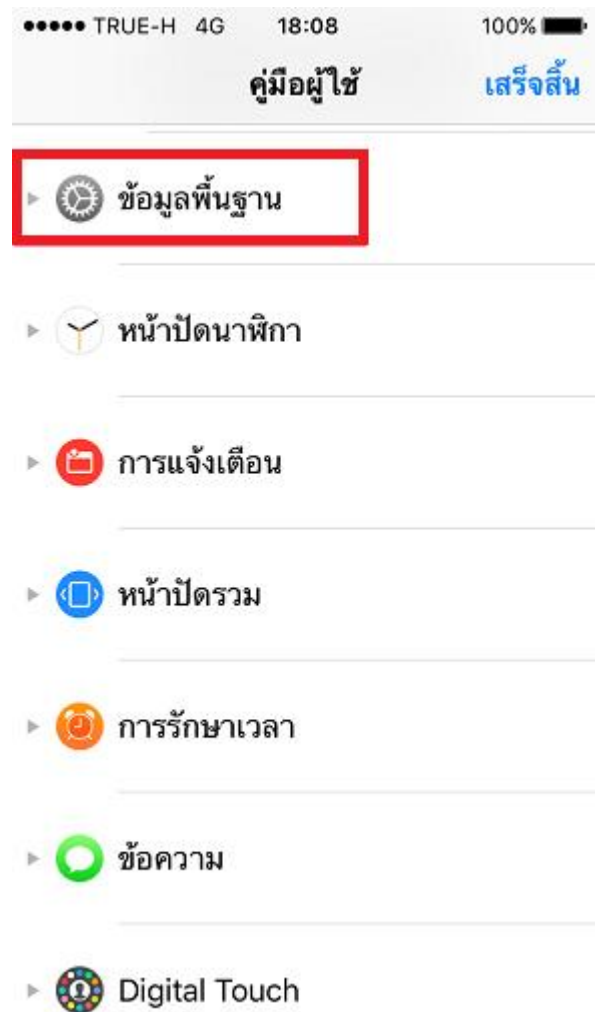 TRUE-H 4G 18:08 100%
คู่มือผู้ใช้ เสร็จสิ้น
ข้อมูลพื้นฐาน
หน้าปัดนาฬิกา
การแจ้งเตือน
หน้าปัดรวม
การรักษาเวลา
ข้อความ
Digital Touch